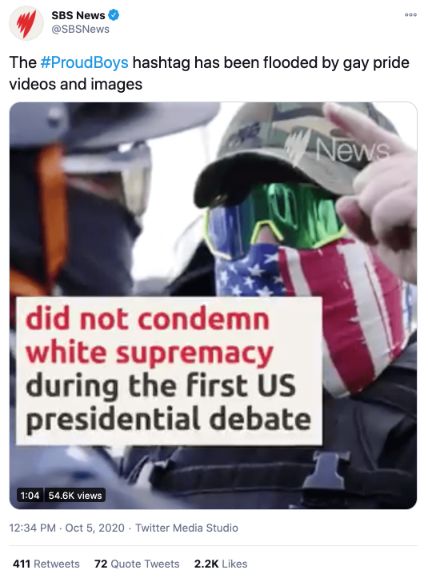 SBS News
@SBSNews
The #ProudBoys hashtag has been flooded by gay pride
videos and images
News
did not condemn
white supremacy
during the first US
presidential debate
1:04 54.6K views
12:34 PM · Oct 5, 2020 · Twitter Media Studio
411 Retweets 72 Quote Tweets 2.2K Likes